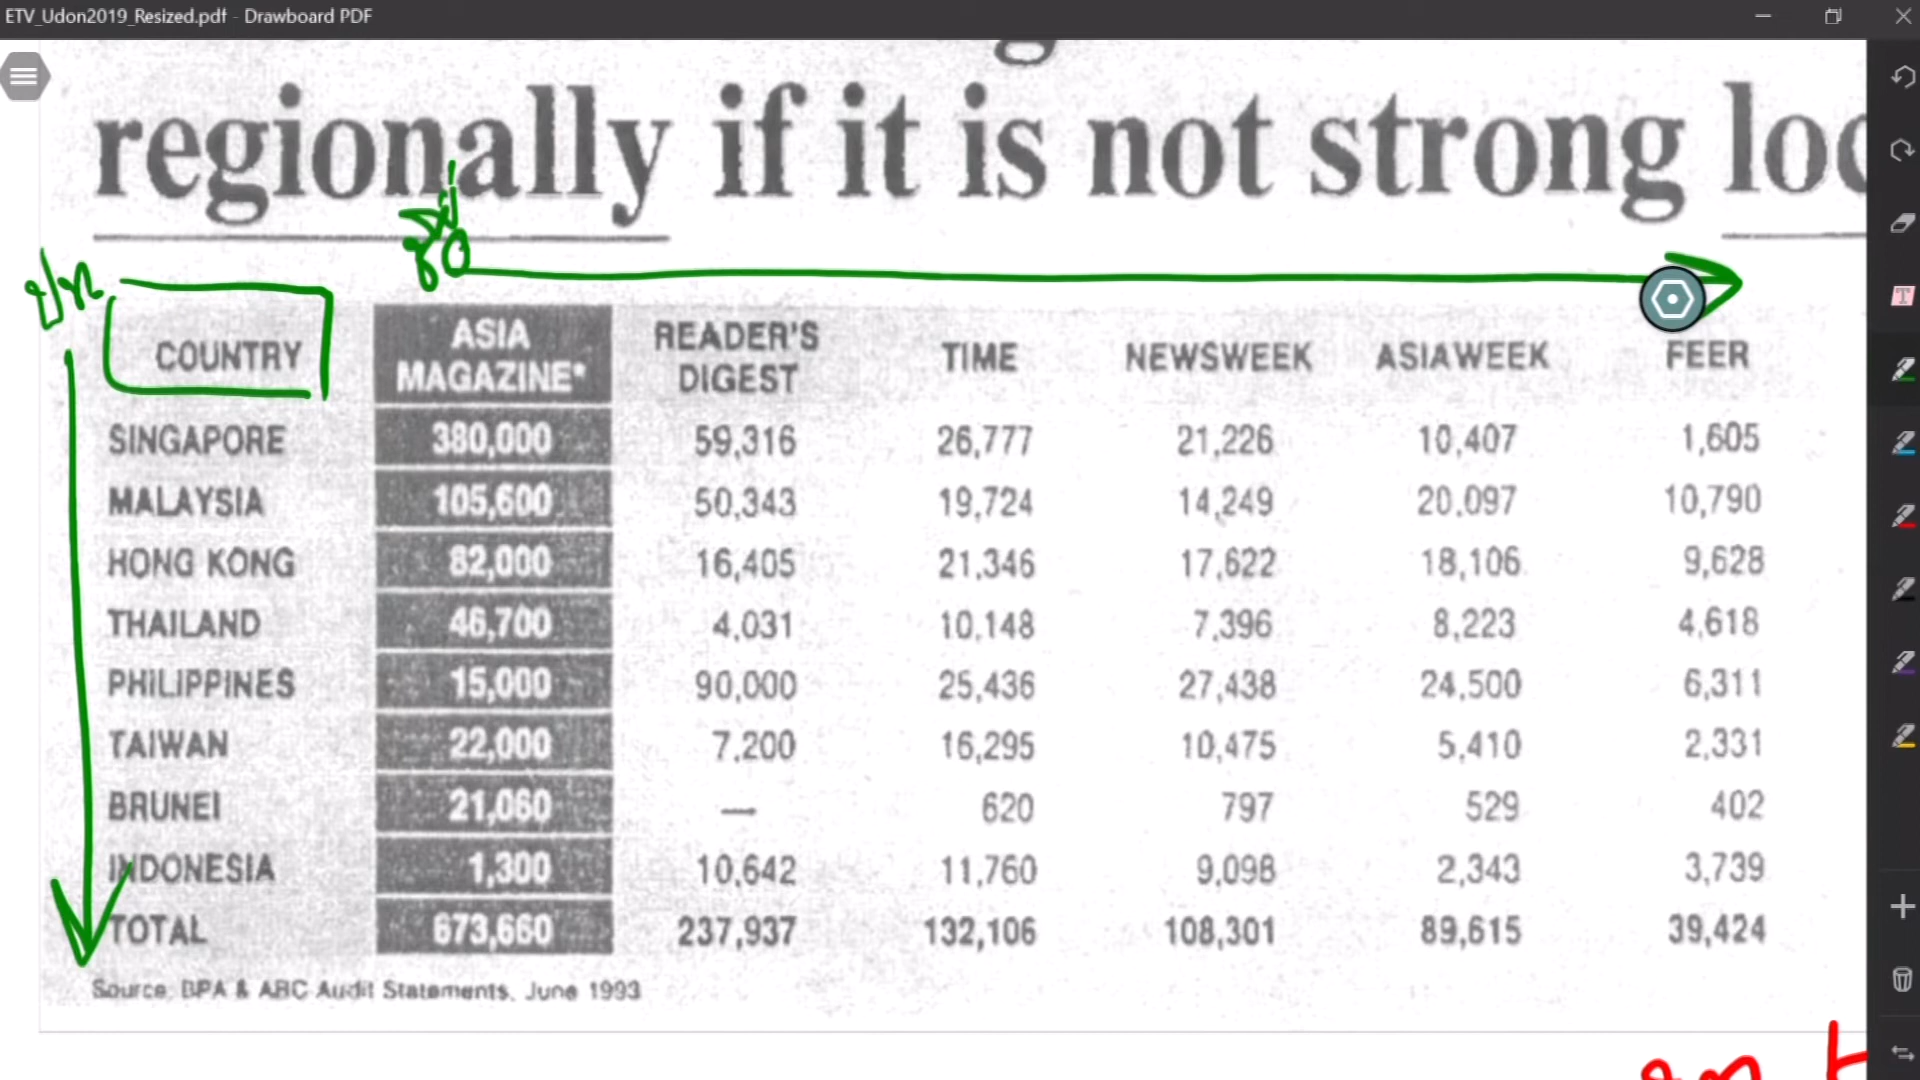 ETV_Udon2019_Resized.pdf - Drawboard PDF
regionally if it is not strong loc
COUNTRY ASIA MAGAZINE* READER'S DIGEST TIME NEWSWEEK ASIAWEEK FEER
SINGAPORE 380,000 59,316 26,777 21,226 10,407 1,605
MALAYSIA 105,600 50,343 19,724 14,249 20,097 10,790
HONG KONG 82,000 16,405 21,346 17,622 18,106 9,628
THAILAND 46,700 4,031 10,148 7,396 8,223 4,618
PHILIPPINES 15,000 90,000 25,436 27,438 24,500 6,311
TAIWAN 22,000 7,200 16,295 10,475 5,410 2,331
BRUNEI 21,060 — 620 797 529 402
INDONESIA 1,300 10,642 11,760 9,098 2,343 3,739
TOTAL 673,660 237,937 132,106 108,301 89,615 39,424
Source: BPA & ABC Audit Statements, June 1993